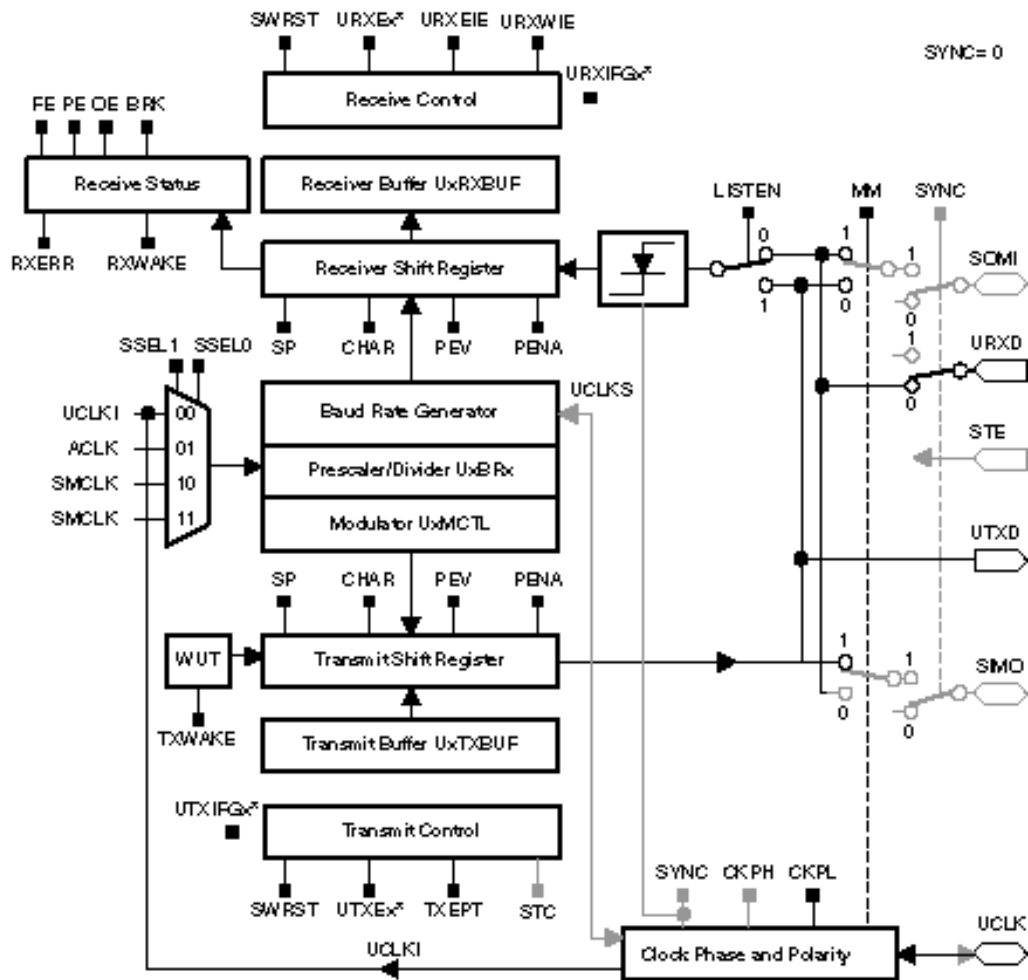 SWRST URXEx* URXEIE URXWIE
SYNC= 0
URXIFGx*
Receive Control
FE PE OE BRK
Receive Status
Receiver Buffer UxRXBUF
LISTEN MM SYNC
RXERR RXWAKE
Receiver Shift Register
0 1 1
SOMI
1 0 0
SP CHAR PEV PENA
SSEL1 SSEL0
1
URXD
UCLKS
UCLKI 00
Baud Rate Generator
0
ACLK 01
STE
SMCLK 10
Prescaler/Divider UxBRx
SMCLK 11
Modulator UxMCTL
UTXD
SP CHAR PEV PENA
WUT
Transmit Shift Register
1 1
SIMO
0 0
TXWAKE
Transmit Buffer UxTXBUF
UTXIFGx*
Transmit Control
SYNC CKPH CKPL
SWRST UTXEx* TXEPT STC
UCLK
UCLKI
Clock Phase and Polarity